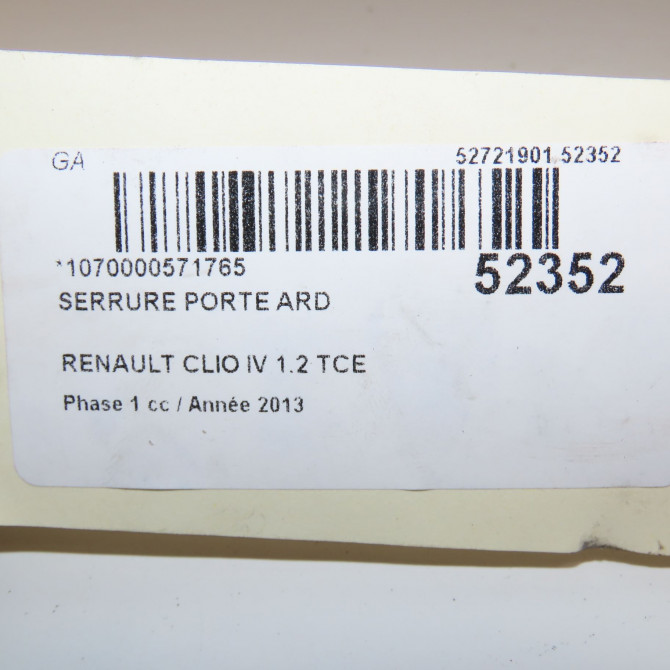 GA 52721901 52352
*1070000571765 52352
SERRURE PORTE ARD
RENAULT CLIO IV 1.2 TCE
Phase 1 cc / Année 2013